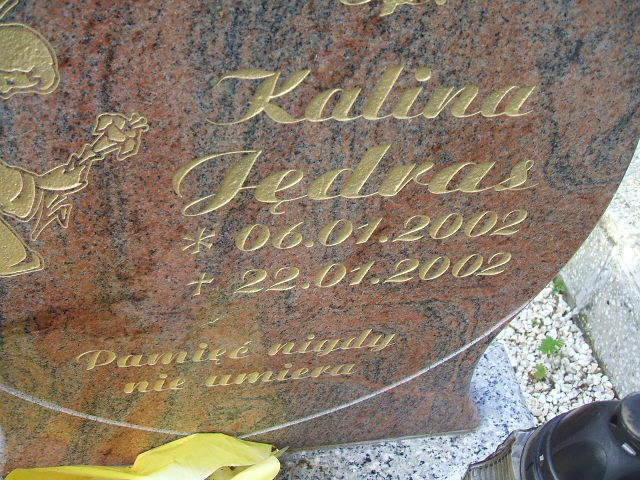 Kalina
Jędras
* 06.01.2002
+ 22.01.2002
Pamięć nigdy
nie umiera